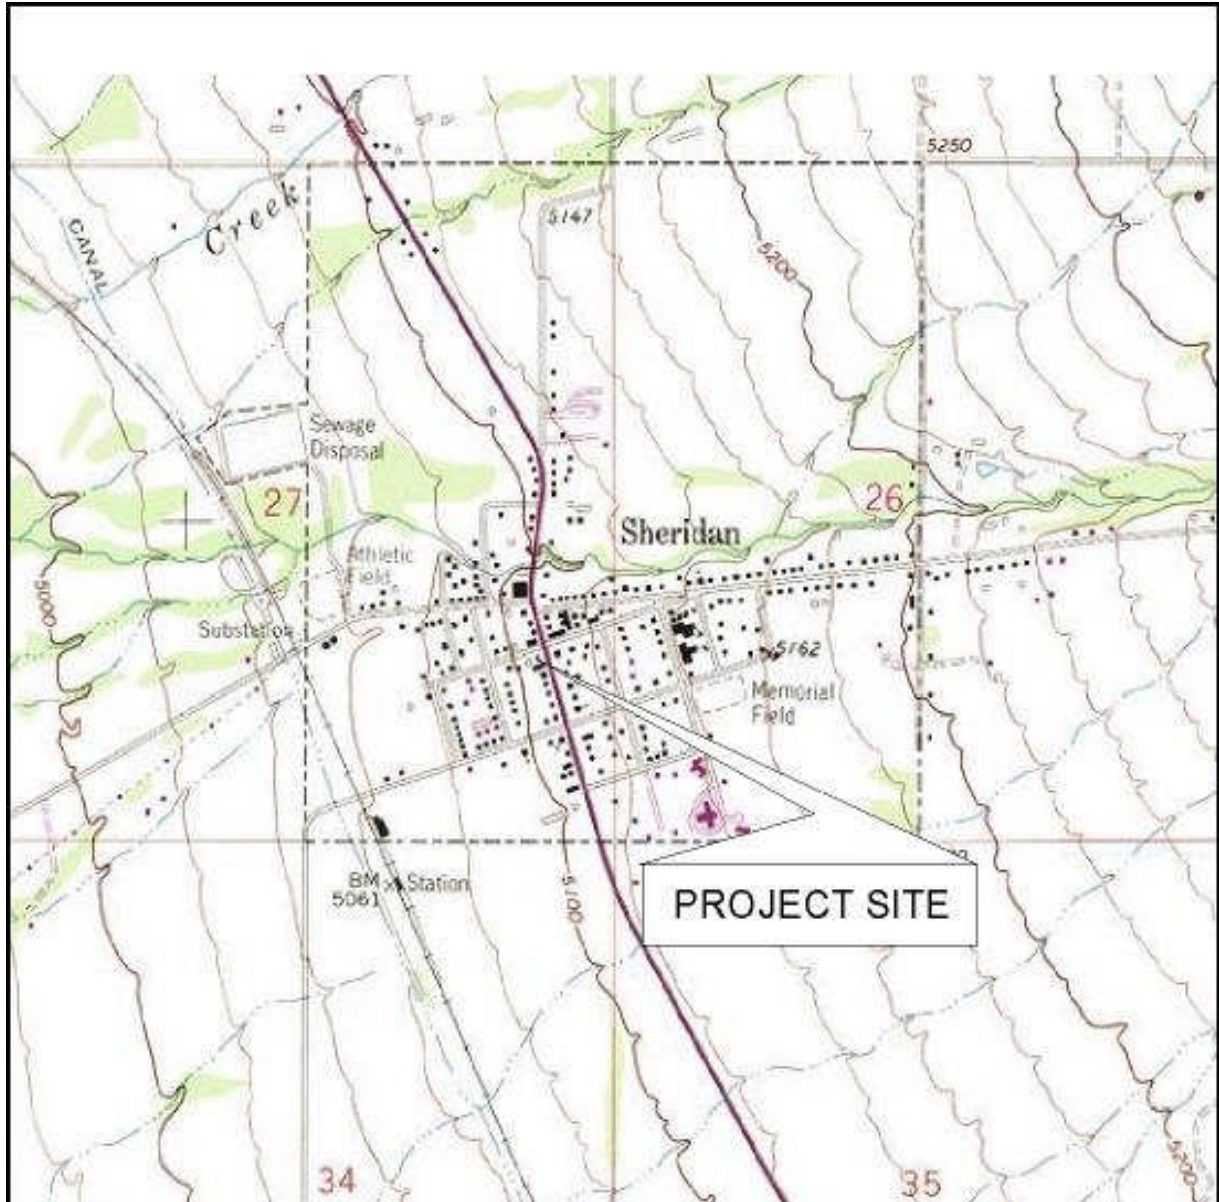 5250
Creek
5147
CANAL
5200
Sewage
Disposal
27
26
Sheridan
Athletic
Field
5000
Substation
5162
Memorial
Field
BM
Station
5061
5100
PROJECT SITE
5200
34
35